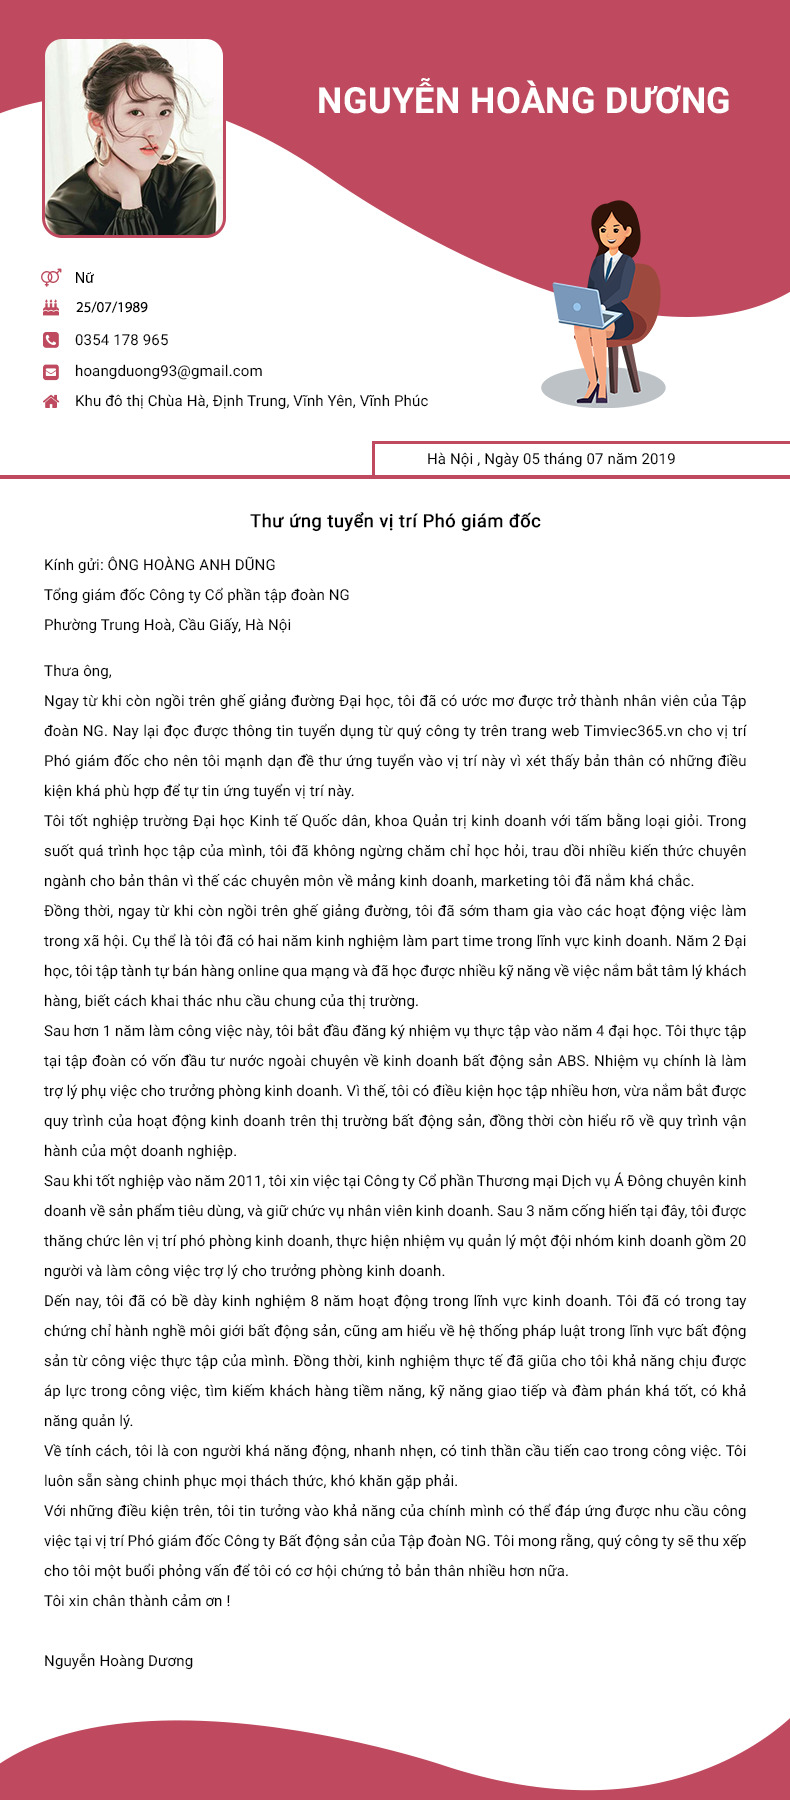 NGUYỄN HOÀNG DƯƠNG
Nữ
25/07/1989
0354 178 965
hoangduong93@gmail.com
Khu đô thị Chùa Hà, Định Trung, Vĩnh Yên, Vĩnh Phúc
Hà Nội , Ngày 05 tháng 07 năm 2019
Thư ứng tuyển vị trí Phó giám đốc
Kính gửi: ÔNG HOÀNG ANH DŨNG
Tổng giám đốc Công ty Cổ phần tập đoàn NG
Phường Trung Hoà, Cầu Giấy, Hà Nội
Thưa ông,
Ngay từ khi còn ngồi trên ghế giảng đường Đại học, tôi đã có ước mơ được trở thành nhân viên của Tập
đoàn NG. Nay lại đọc được thông tin tuyển dụng từ quý công ty trên trang web Timviec365.vn cho vị trí
Phó giám đốc cho nên tôi mạnh dạn đề thư ứng tuyển vào vị trí này vì xét thấy bản thân có những điều
kiện khá phù hợp để tự tin ứng tuyển vị trí này.
Tôi tốt nghiệp trường Đại học Kinh tế Quốc dân, khoa Quản trị kinh doanh với tấm bằng loại giỏi. Trong
suốt quá trình học tập của mình, tôi đã không ngừng chăm chỉ học hỏi, trau dồi nhiều kiến thức chuyên
ngành cho bản thân vì thế các chuyên môn về mảng kinh doanh, marketing tôi đã nắm khá chắc.
Đồng thời, ngay từ khi còn ngồi trên ghế giảng đường, tôi đã sớm tham gia vào các hoạt động việc làm
trong xã hội. Cụ thể là tôi đã có hai năm kinh nghiệm làm part time trong lĩnh vực kinh doanh. Năm 2 Đại
học, tôi tập tành tự bán hàng online qua mạng và đã học được nhiều kỹ năng về việc nắm bắt tâm lý khách
hàng, biết cách khai thác nhu cầu chung của thị trường.
Sau hơn 1 năm làm công việc này, tôi bắt đầu đăng ký nhiệm vụ thực tập vào năm 4 đại học. Tôi thực tập
tại tập đoàn có vốn đầu tư nước ngoài chuyên về kinh doanh bất động sản ABS. Nhiệm vụ chính là làm
trợ lý phụ việc cho trưởng phòng kinh doanh. Vì thế, tôi có điều kiện học tập nhiều hơn, vừa nắm bắt được
quy trình của hoạt động kinh doanh trên thị trường bất động sản, đồng thời còn hiểu rõ về quy trình vận
hành của một doanh nghiệp.
Sau khi tốt nghiệp vào năm 2011, tôi xin việc tại Công ty Cổ phần Thương mại Dịch vụ Á Đông chuyên kinh
doanh về sản phẩm tiêu dùng, và giữ chức vụ nhân viên kinh doanh. Sau 3 năm cống hiến tại đây, tôi được
thăng chức lên vị trí phó phòng kinh doanh, thực hiện nhiệm vụ quản lý một đội nhóm kinh doanh gồm 20
người và làm công việc trợ lý cho trưởng phòng kinh doanh.
Dến nay, tôi đã có bề dày kinh nghiệm 8 năm hoạt động trong lĩnh vực kinh doanh. Tôi đã có trong tay
chứng chỉ hành nghề môi giới bất động sản, cũng am hiểu về hệ thống pháp luật trong lĩnh vực bất động
sản từ công việc thực tập của mình. Đồng thời, kinh nghiệm thực tế đã giũa cho tôi khả năng chịu được
áp lực trong công việc, tìm kiếm khách hàng tiềm năng, kỹ năng giao tiếp và đàm phán khá tốt, có khả
năng quản lý.
Về tính cách, tôi là con người khá năng động, nhanh nhẹn, có tinh thần cầu tiến cao trong công việc. Tôi
luôn sẵn sàng chinh phục mọi thách thức, khó khăn gặp phải.
Với những điều kiện trên, tôi tin tưởng vào khả năng của chính mình có thể đáp ứng được nhu cầu công
việc tại vị trí Phó giám đốc Công ty Bất động sản của Tập đoàn NG. Tôi mong rằng, quý công ty sẽ thu xếp
cho tôi một buổi phỏng vấn để tôi có cơ hội chứng tỏ bản thân nhiều hơn nữa.
Tôi xin chân thành cảm ơn !
Nguyễn Hoàng Dương